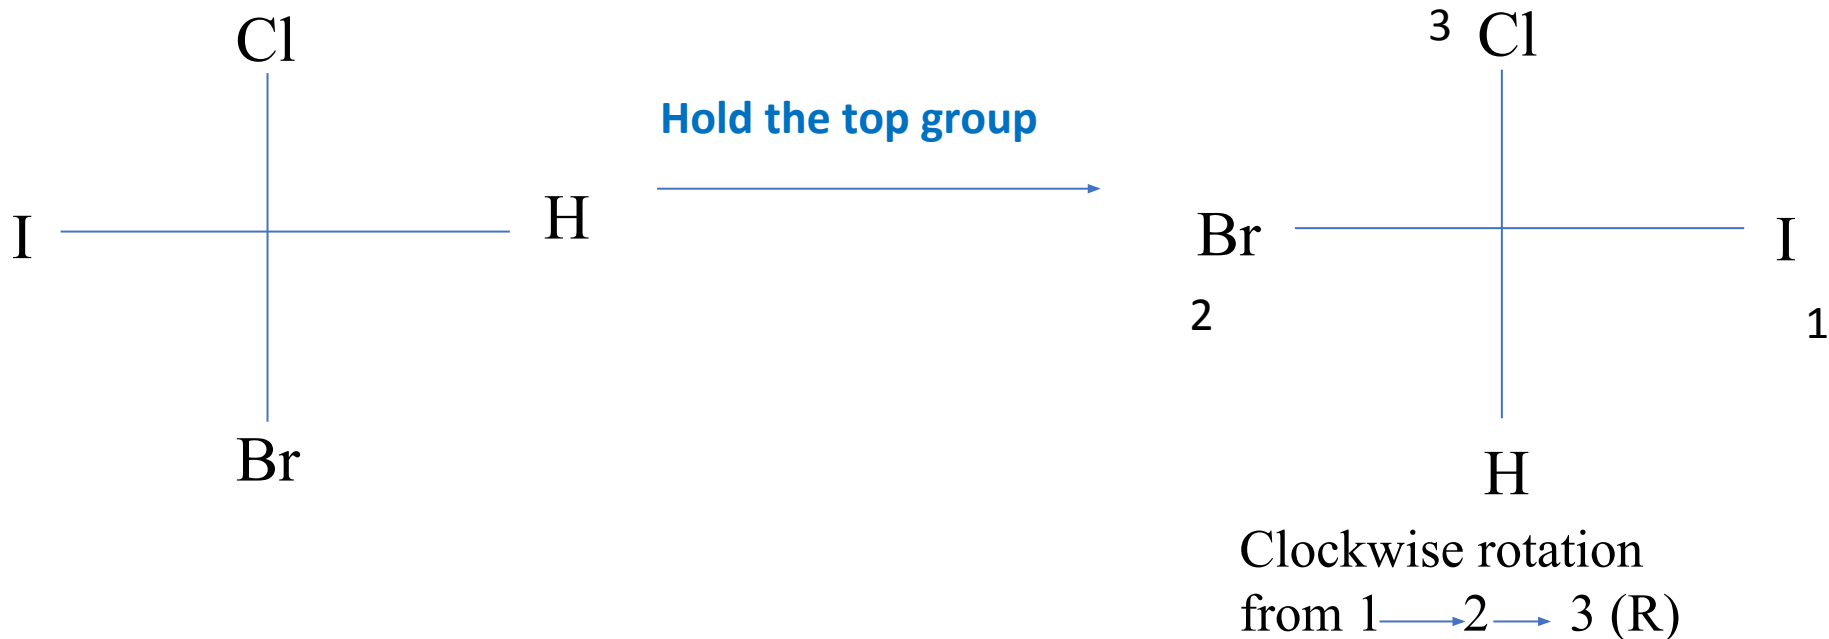 Cl
I
H
Br
Hold the top group
3 Cl
Br
I
2
1
H
Clockwise rotation
from 1 → 2 → 3 (R)